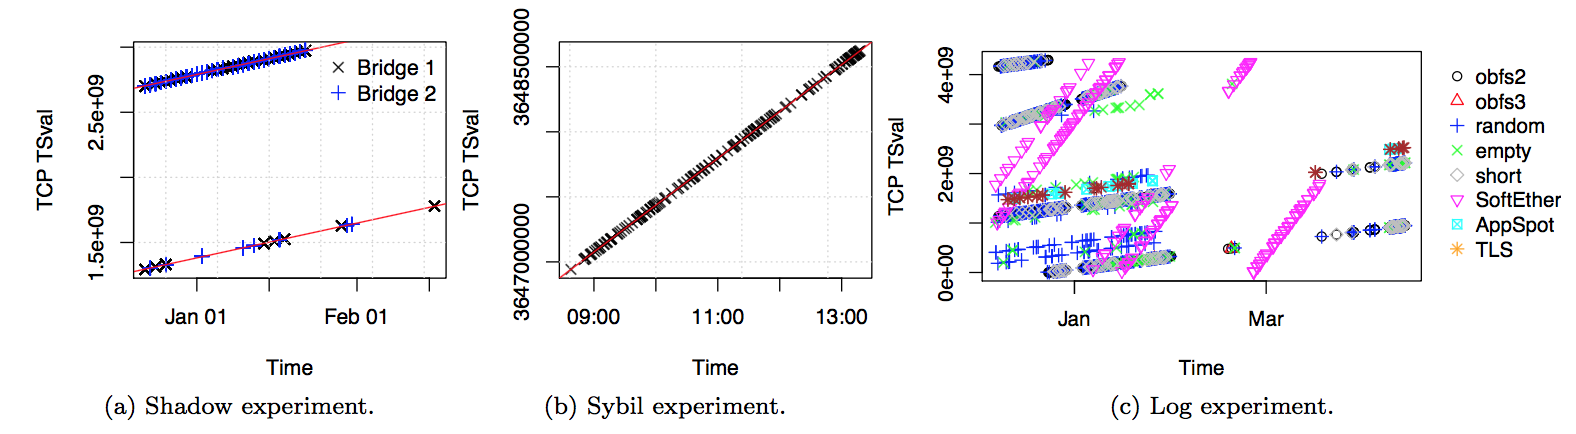 TCP TSval
1.5e+09 2.5e+09
Bridge 1
Bridge 2
Jan 01 Feb 01
Time
(a) Shadow experiment.
TCP TSval
3647000000 3648500000
09:00 11:00 13:00
Time
(b) Sybil experiment.
TCP TSval
0e+00 2e+09 4e+09
Jan Mar
Time
obfs2
obfs3
random
empty
short
SoftEther
AppSpot
TLS
(c) Log experiment.